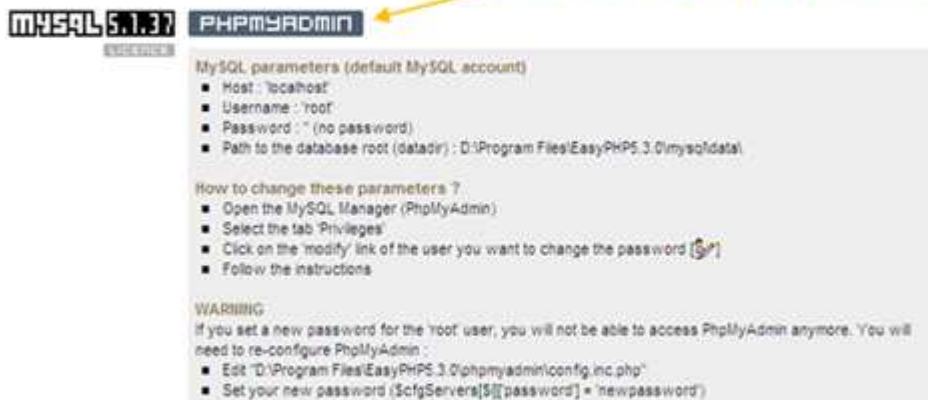 MySQL 5.1.37 PHPMYADMIN
LICENCE
MySQL parameters (default MySQL account)
Host : 'localhost'
Username : 'root'
Password : '' (no password)
Path to the database root (datadir) : D:\Program Files\EasyPHP5.3.0\mysql\data\
How to change these parameters ?
Open the MySQL Manager (PhpMyAdmin)
Select the tab 'Privileges'
Click on the 'modify' link of the user you want to change the password [ ]
Follow the instructions
WARNING
If you set a new password for the 'root' user, you will not be able to access PhpMyAdmin anymore. You will
need to re-configure PhpMyAdmin :
Edit "D:\Program Files\EasyPHP5.3.0\phpmyadmin\config.inc.php"
Set your new password ($cfgServers[$i]['password'] = 'newpassword')